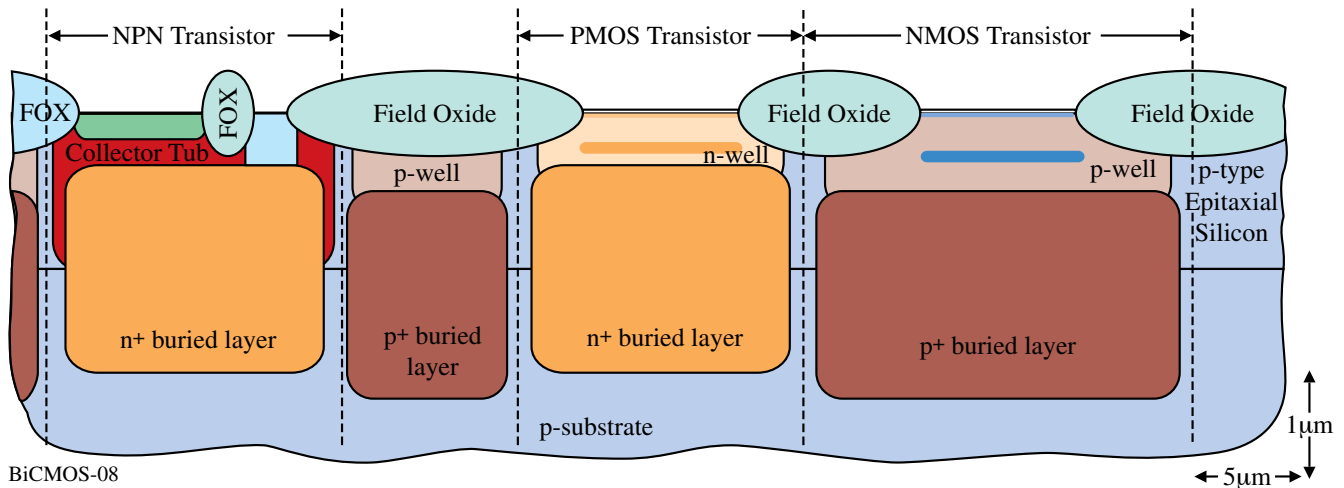 NPN Transistor
PMOS Transistor
NMOS Transistor
FOX
FOX
Field Oxide
Field Oxide
Field Oxide
Collector Tub
p-well
n-well
p-well
p-type
Epitaxial
Silicon
n+ buried layer
p+ buried
layer
n+ buried layer
p+ buried layer
p-substrate
1μm
5μm
BiCMOS-08